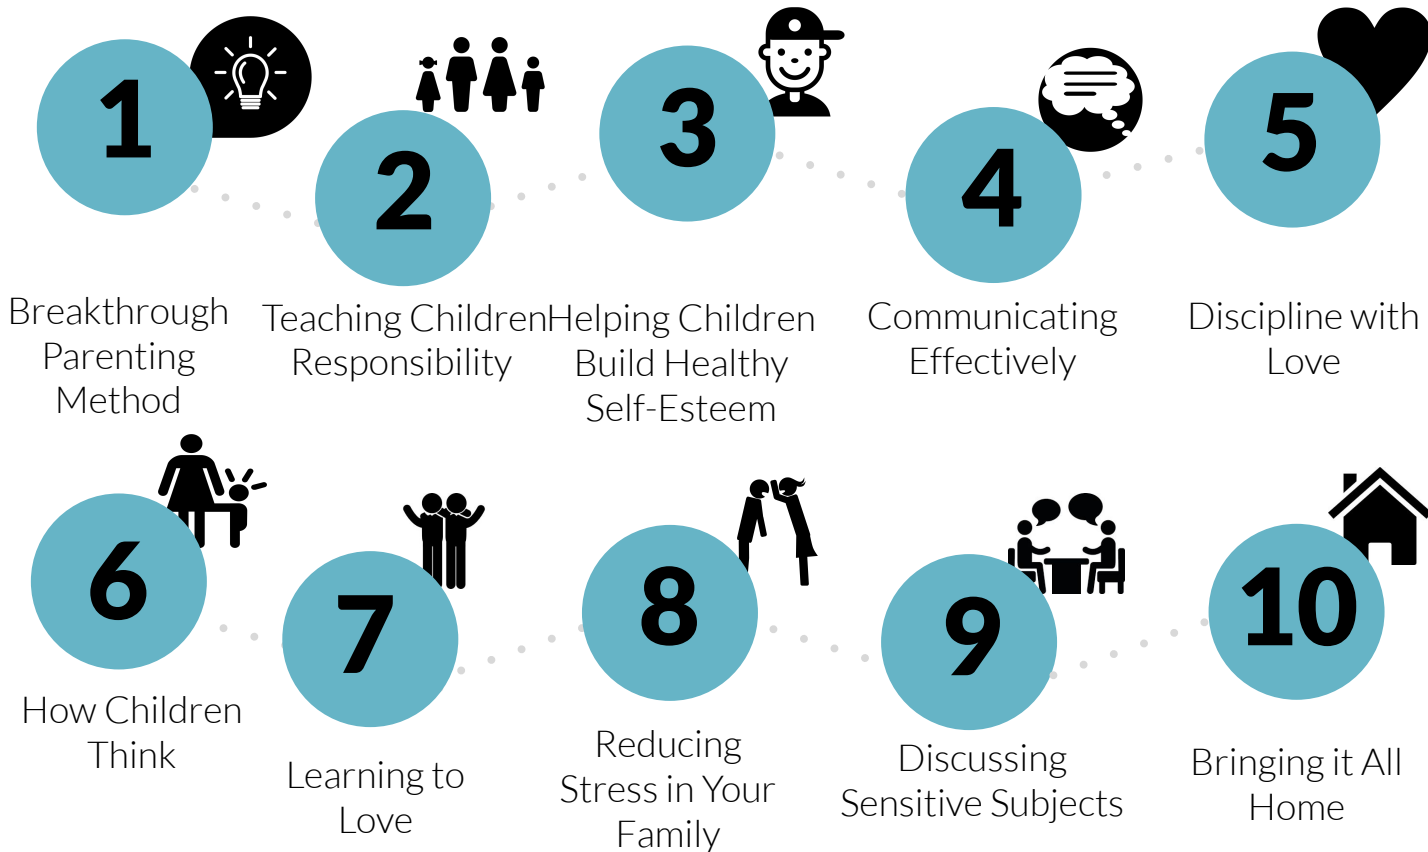 1
Breakthrough
Parenting
Method
2
Teaching Children
Responsibility
3
Helping Children
Build Healthy
Self-Esteem
4
Communicating
Effectively
5
Discipline with
Love
6
How Children
Think
7
Learning to
Love
8
Reducing
Stress in Your
Family
9
Discussing
Sensitive Subjects
10
Bringing it All
Home